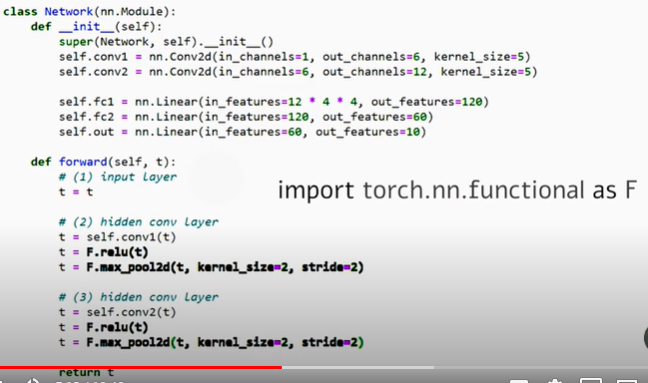 class Network(nn.Module):
    def __init__(self):
        super(Network, self).__init__()
        self.conv1 = nn.Conv2d(in_channels=1, out_channels=6, kernel_size=5)
        self.conv2 = nn.Conv2d(in_channels=6, out_channels=12, kernel_size=5)

        self.fc1 = nn.Linear(in_features=12 * 4 * 4, out_features=120)
        self.fc2 = nn.Linear(in_features=120, out_features=60)
        self.out = nn.Linear(in_features=60, out_features=10)

    def forward(self, t):
        # (1) input layer
        t = t
import torch.nn.functional as F

        # (2) hidden conv layer
        t = self.conv1(t)
        t = F.relu(t)
        t = F.max_pool2d(t, kernel_size=2, stride=2)

        # (3) hidden conv layer
        t = self.conv2(t)
        t = F.relu(t)
        t = F.max_pool2d(t, kernel_size=2, stride=2)

        return t